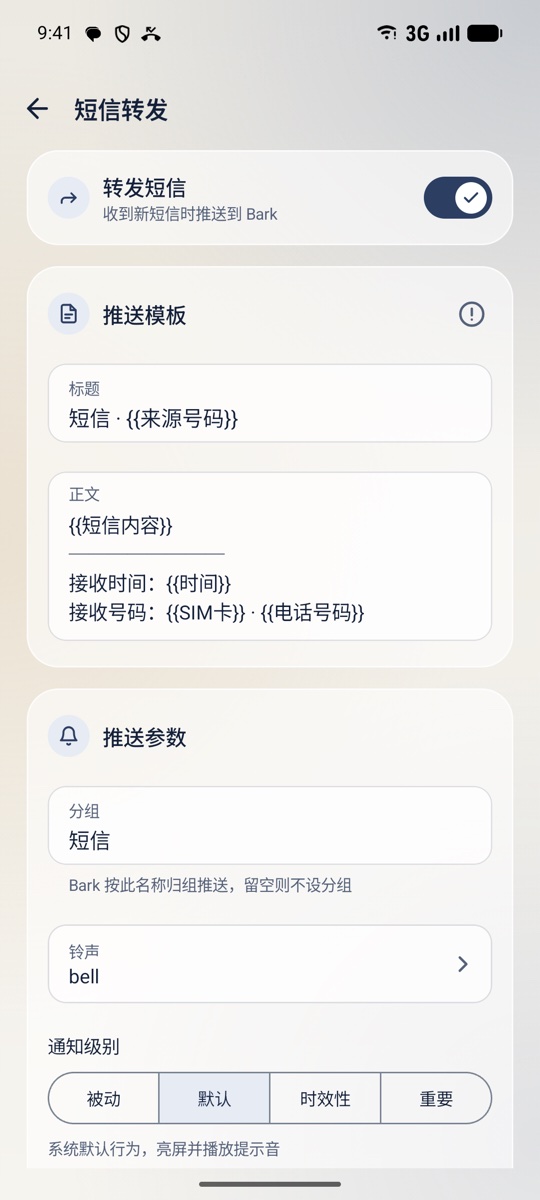 9:41
3G
短信转发
转发短信
收到新短信时推送到 Bark
推送模板
标题
短信 · {{来源号码}}
正文
{{短信内容}}
———————————
接收时间：{{时间}}
接收号码：{{SIM卡}} · {{电话号码}}
推送参数
分组
短信
Bark 按此名称归组推送，留空则不设分组
铃声
bell
通知级别
被动 默认 时效性 重要
系统默认行为，亮屏并播放提示音